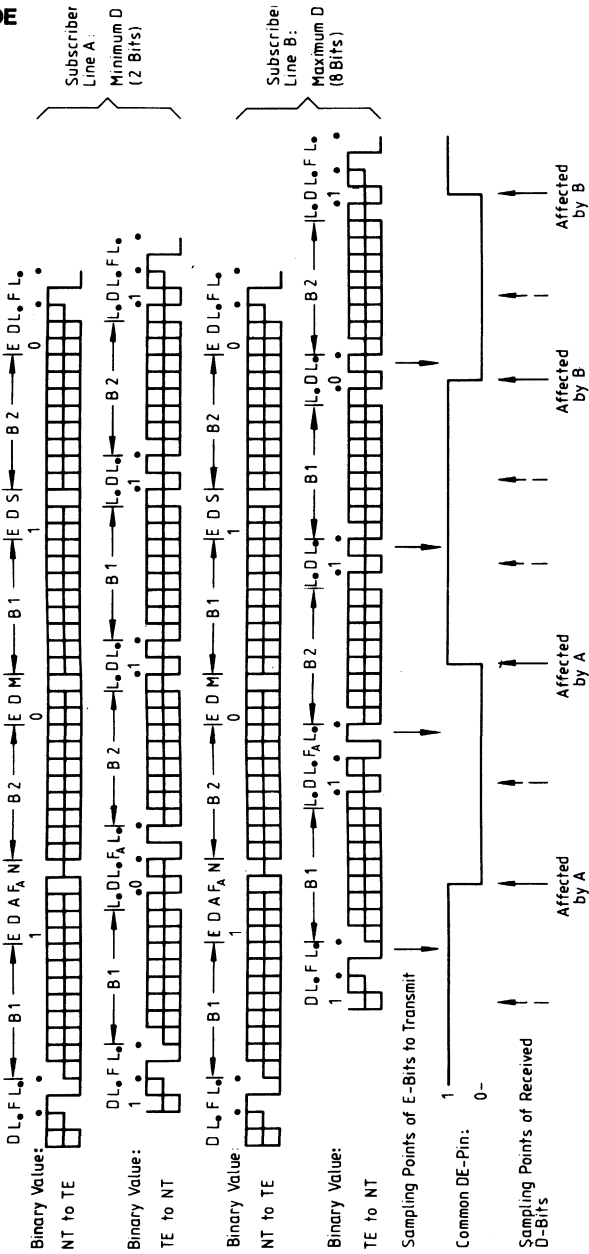 DE
Subscriber Line A:
Minimum D (2 Bits)
D L. F L. B1 E D A FA N B2 E D M B1 E D S B2 E D L. F L.
Binary Value: 1 0 1 0
NT to TE
D L. F L. B1 L. D L. FA L. B2 L. D L. B1 L. D L. B2 L. D L. F L.
Binary Value: 1 0 1 1 1
TE to NT
Subscriber Line B:
Maximum D (8 Bits)
D L. F L. B1 E D A FA N B2 E D M B1 E D S B2 E D L. F L.
Binary Value: 1 0 1 0
NT to TE
D L. F L. B1 L. D L. FA L. B2 L. D L. B1 L. D L. B2 L. D L. F L.
Binary Value: 1 1 1 0 1
TE to NT
Sampling Points of E-Bits to Transmit
Common DE-Pin: 1
0-
Sampling Points of Received D-Bits
Affected by A
Affected by A
Affected by B
Affected by B